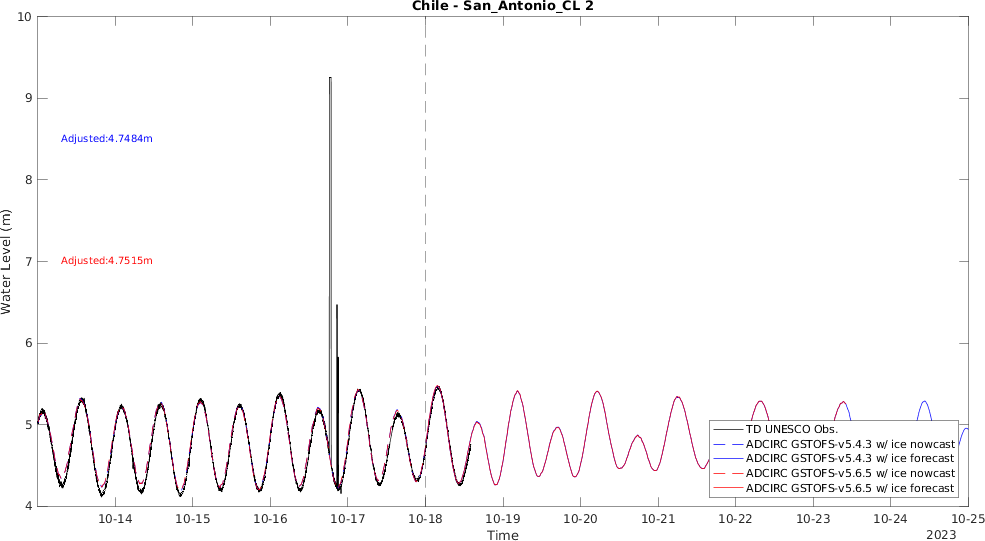 Chile - San_Antonio_CL 2
Water Level (m)
10
9
8
7
6
5
4
Adjusted:4.7484m
Adjusted:4.7515m
TD UNESCO Obs.
ADCIRC GSTOFS-v5.4.3 w/ ice nowcast
ADCIRC GSTOFS-v5.4.3 w/ ice forecast
ADCIRC GSTOFS-v5.6.5 w/ ice nowcast
ADCIRC GSTOFS-v5.6.5 w/ ice forecast
10-14 10-15 10-16 10-17 10-18 10-19 10-20 10-21 10-22 10-23 10-24 10-25
Time
2023